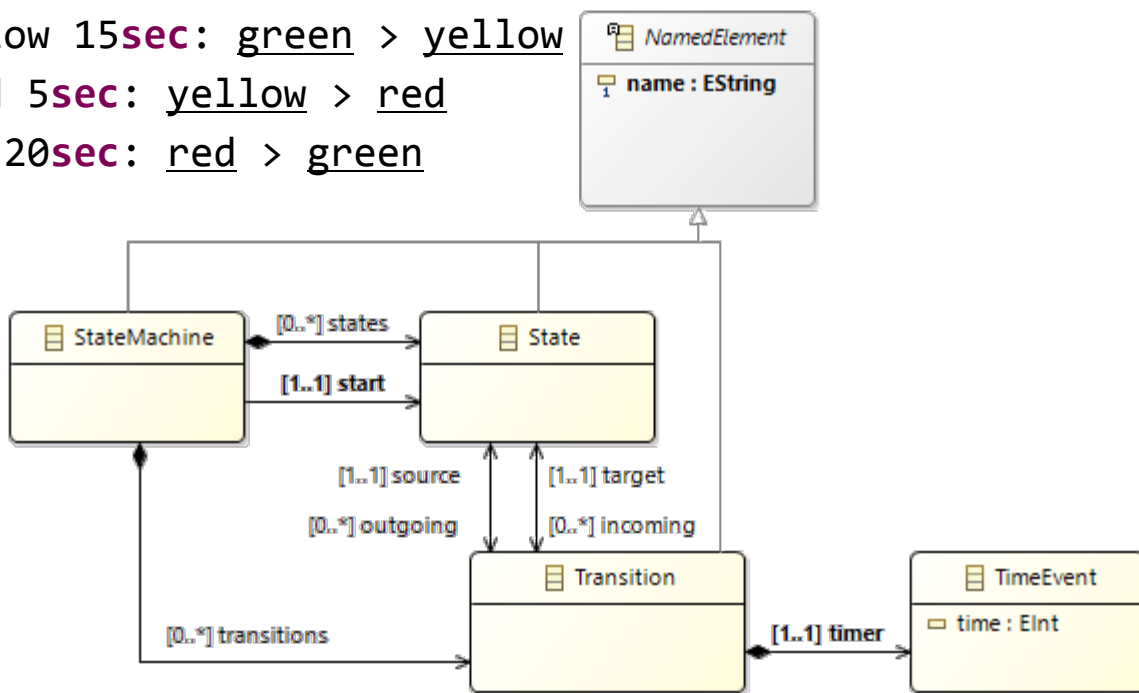 15sec: green > yellow
5sec: yellow > red
20sec: red > green
NamedElement
name : EString
StateMachine
[0..*] states
State
[1..1] start
[1..1] source
[1..1] target
[0..*] outgoing
[0..*] incoming
Transition
TimeEvent
[0..*] transitions
[1..1] timer
time : EInt